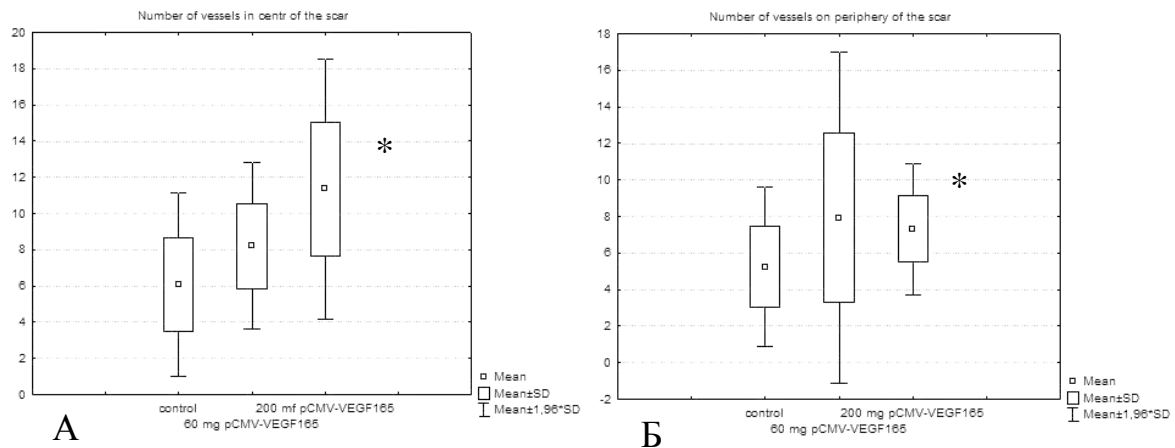 Number of vessels in centr of the scar
20
18
16
14
12
10
8
6
4
2
0
*
control
200 mf pCMV-VEGF165
60 mg pCMV-VEGF165
Mean
Mean±SD
Mean±1,96*SD
А
Number of vessels on periphery of the scar
18
16
14
12
10
8
6
4
2
0
-2
*
control
200 mg pCMV-VEGF165
60 mg pCMV-VEGF165
Mean
Mean±SD
Mean±1,96*SD
Б